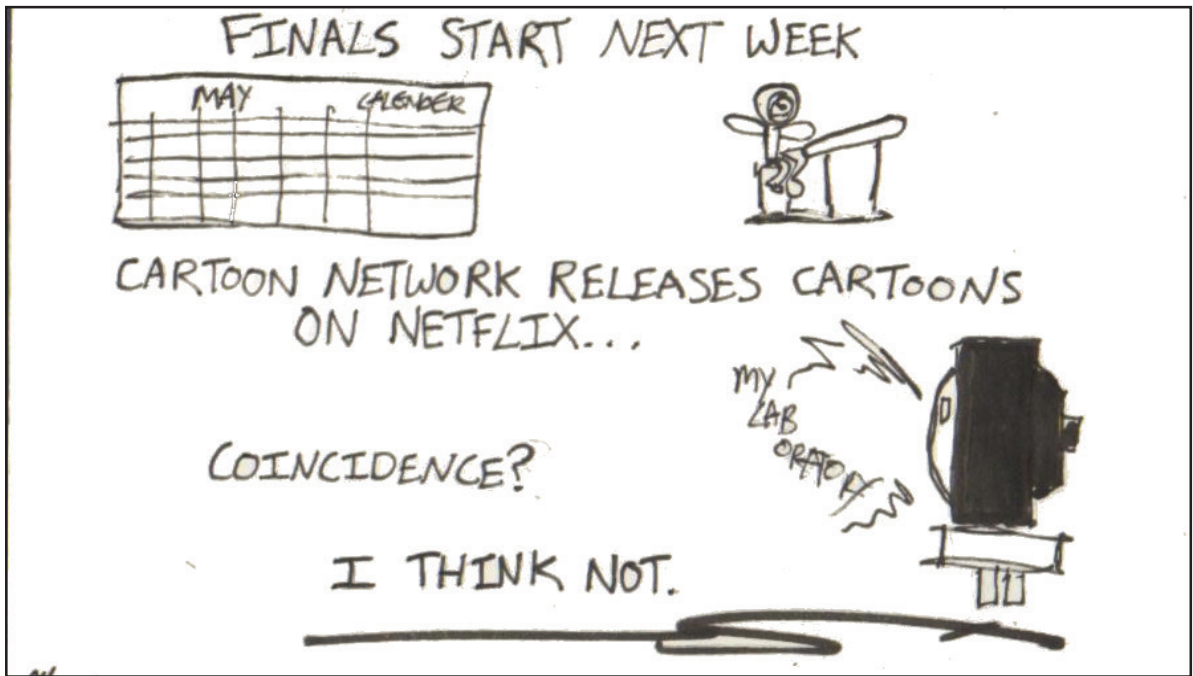 FINALS START NEXT WEEK
MAY CALENDER
CARTOON NETWORK RELEASES CARTOONS
ON NETFLIX...
MY
LAB
ORATORY
COINCIDENCE?
I THINK NOT.